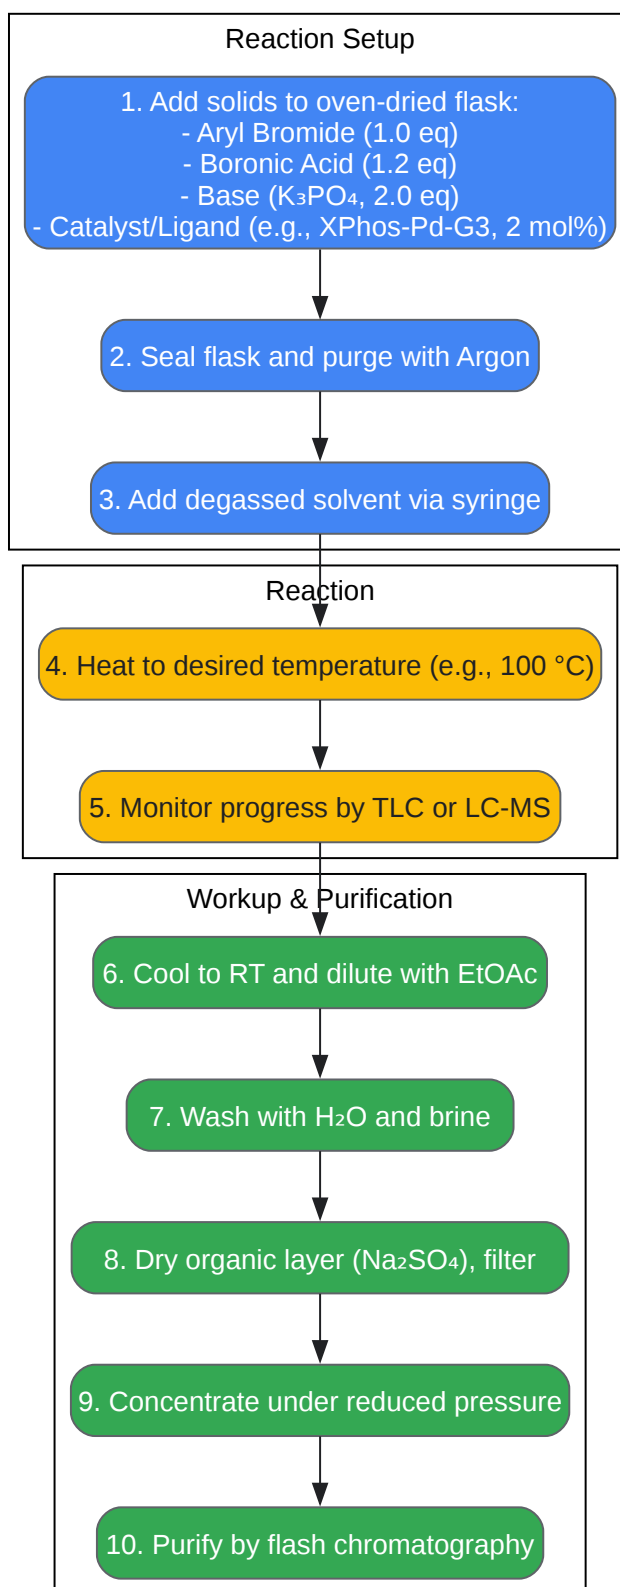 Reaction Setup
1. Add solids to oven-dried flask:
- Aryl Bromide (1.0 eq)
- Boronic Acid (1.2 eq)
- Base (K₃PO₄, 2.0 eq)
- Catalyst/Ligand (e.g., XPhos-Pd-G3, 2 mol%)
2. Seal flask and purge with Argon
3. Add degassed solvent via syringe
Reaction
4. Heat to desired temperature (e.g., 100 °C)
5. Monitor progress by TLC or LC-MS
Workup & Purification
6. Cool to RT and dilute with EtOAc
7. Wash with H₂O and brine
8. Dry organic layer (Na₂SO₄), filter
9. Concentrate under reduced pressure
10. Purify by flash chromatography